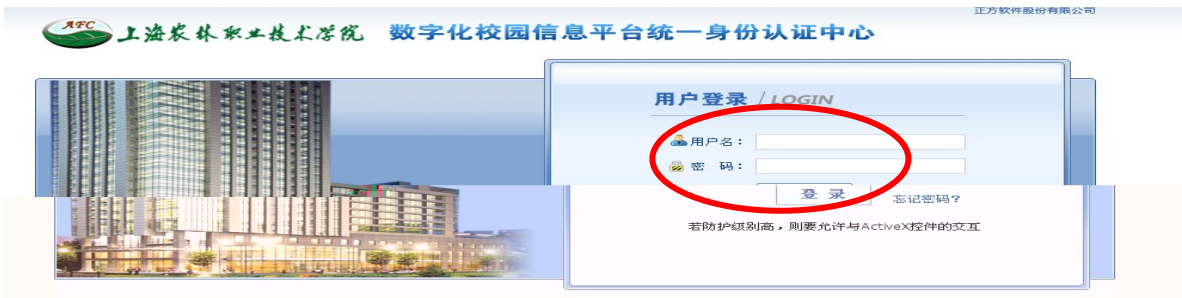 正方软件股份有限公司
AFC
上海农林职业技术学院 数字化校园信息平台统一身份认证中心
用户登录 / LOGIN
用户名：
密 码：
登 录 忘记密码?
若防护级别高，则要允许与ActiveX控件的交互